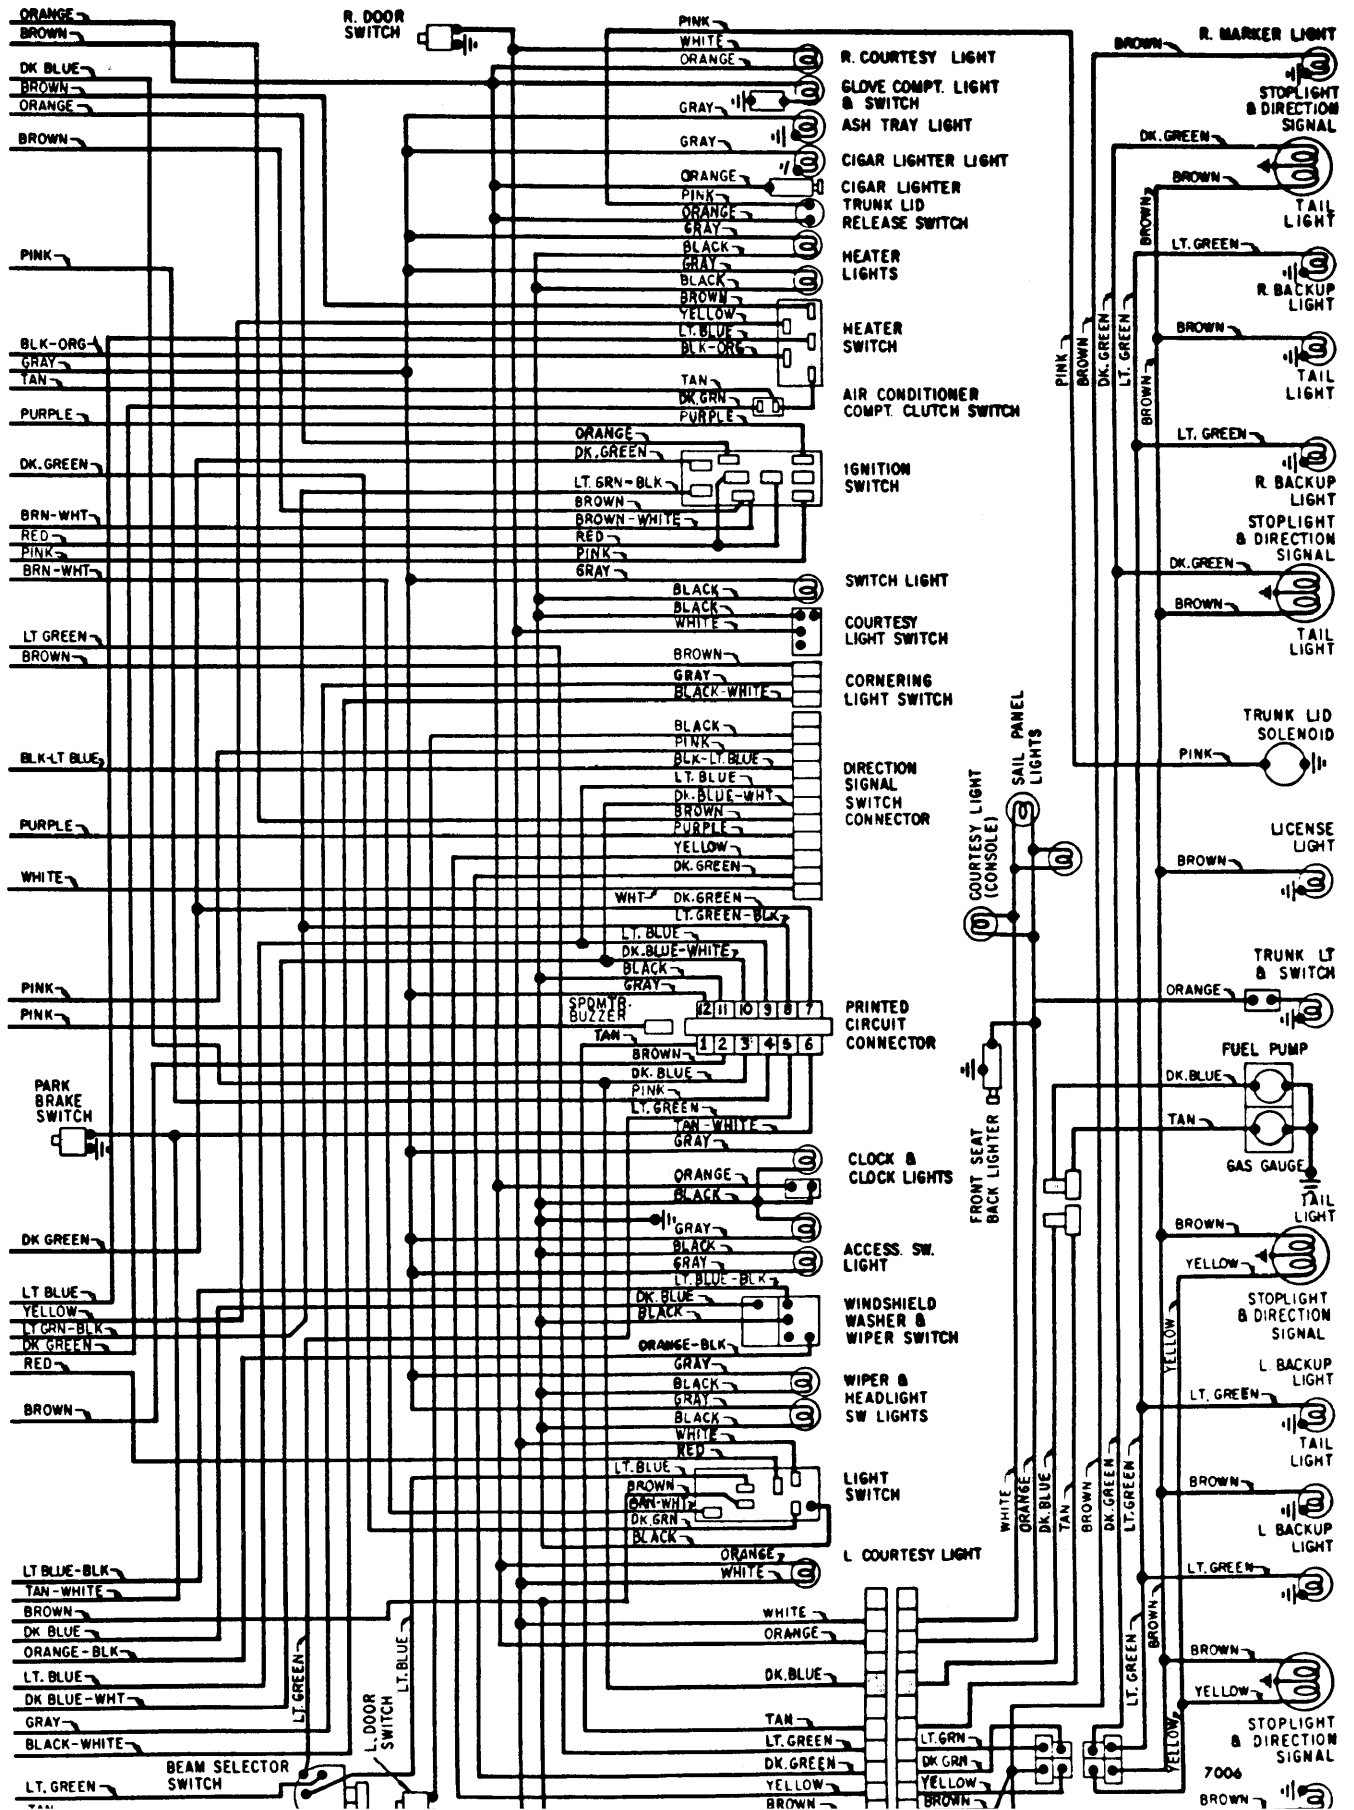 ORANGE
BROWN
DK BLUE
BROWN
ORANGE
BROWN
PINK
BLK-ORG
GRAY
TAN
PURPLE
DK.GREEN
BRN-WHT
RED
PINK
BRN-WHT
LT GREEN
BROWN
BLK-LT BLUE
PURPLE
WHITE
PINK
PINK
PARK
BRAKE
SWITCH
DK GREEN
LT BLUE
YELLOW
LT GRN-BLK
DK GREEN
RED
BROWN
LT BLUE-BLK
TAN-WHITE
BROWN
DK BLUE
ORANGE-BLK
LT. BLUE
DK BLUE-WHT
GRAY
BLACK-WHITE
LT. GREEN
TAN
BEAM SELECTOR
SWITCH
LT. GREEN
L. DOOR
SWITCH
LT. BLUE
R. DOOR
SWITCH
PINK
WHITE
ORANGE
R. COURTESY LIGHT
GLOVE COMPT. LIGHT
& SWITCH
GRAY
ASH TRAY LIGHT
GRAY
CIGAR LIGHTER LIGHT
ORANGE
CIGAR LIGHTER
PINK
ORANGE
TRUNK LID
RELEASE SWITCH
GRAY
BLACK
GRAY
BLACK
HEATER
LIGHTS
BROWN
YELLOW
LT. BLUE
BLK-ORG
HEATER
SWITCH
TAN
DK.GRN
PURPLE
AIR CONDITIONER
COMPT. CLUTCH SWITCH
ORANGE
DK.GREEN
LT. GRN-BLK
BROWN
BROWN-WHITE
RED
PINK
IGNITION
SWITCH
GRAY
BLACK
SWITCH LIGHT
BLACK
WHITE
COURTESY
LIGHT SWITCH
BROWN
GRAY
BLACK-WHITE
CORNERING
LIGHT SWITCH
BLACK
PINK
BLK-LT.BLUE
LT. BLUE
DK.BLUE-WHT
BROWN
PURPLE
YELLOW
DK. GREEN
WHT
DIRECTION
SIGNAL
SWITCH
CONNECTOR
DK.GREEN
LT.GREEN-BLK
LT. BLUE
DK.BLUE-WHITE
BLACK
GRAY
SPDMTR.
BUZZER
12 11 10 9 8 7
1 2 3 4 5 6
PRINTED
CIRCUIT
CONNECTOR
TAN
BROWN
DK. BLUE
PINK
LT. GREEN
TAN-WHITE
GRAY
ORANGE
BLACK
GRAY
CLOCK &
CLOCK LIGHTS
BLACK
GRAY
ACCESS. SW.
LIGHT
LT. BLUE-BLK
DK. BLUE
BLACK
ORANGE-BLK
WINDSHIELD
WASHER &
WIPER SWITCH
GRAY
BLACK
GRAY
BLACK
WIPER &
HEADLIGHT
SW LIGHTS
WHITE
RED
LT. BLUE
BROWN
BRN-WHT
DK.GRN
BLACK
LIGHT
SWITCH
ORANGE
WHITE
L COURTESY LIGHT
WHITE
ORANGE
DK.BLUE
TAN
LT. GREEN
DK.GREEN
YELLOW
BROWN
LT.GRN
DK GRN
YELLOW
BROWN
COURTESY LIGHT
(CONSOLE)
SAIL PANEL
LIGHTS
FRONT SEAT
BACK LIGHTER
WHITE
ORANGE
DK.BLUE
TAN
BROWN
DK.GREEN
LT.GREEN
PINK
BROWN
DK.GREEN
LT. GREEN
BROWN
BROWN
YELLOW
BROWN
LT. GREEN
YELLOW
BROWN
R. MARKER LIGHT
STOPLIGHT
& DIRECTION
SIGNAL
DK. GREEN
BROWN
TAIL
LIGHT
LT. GREEN
R. BACKUP
LIGHT
BROWN
TAIL
LIGHT
LT. GREEN
R. BACKUP
LIGHT
STOPLIGHT
& DIRECTION
SIGNAL
DK.GREEN
BROWN
TAIL
LIGHT
TRUNK LID
SOLENOID
PINK
LICENSE
LIGHT
BROWN
TRUNK LT
& SWITCH
ORANGE
FUEL PUMP
DK.BLUE
TAN
GAS GAUGE
TAIL
LIGHT
BROWN
YELLOW
STOPLIGHT
& DIRECTION
SIGNAL
L. BACKUP
LIGHT
LT. GREEN
TAIL
LIGHT
BROWN
L BACKUP
LIGHT
LT. GREEN
BROWN
YELLOW
STOPLIGHT
& DIRECTION
SIGNAL
7006
BROWN